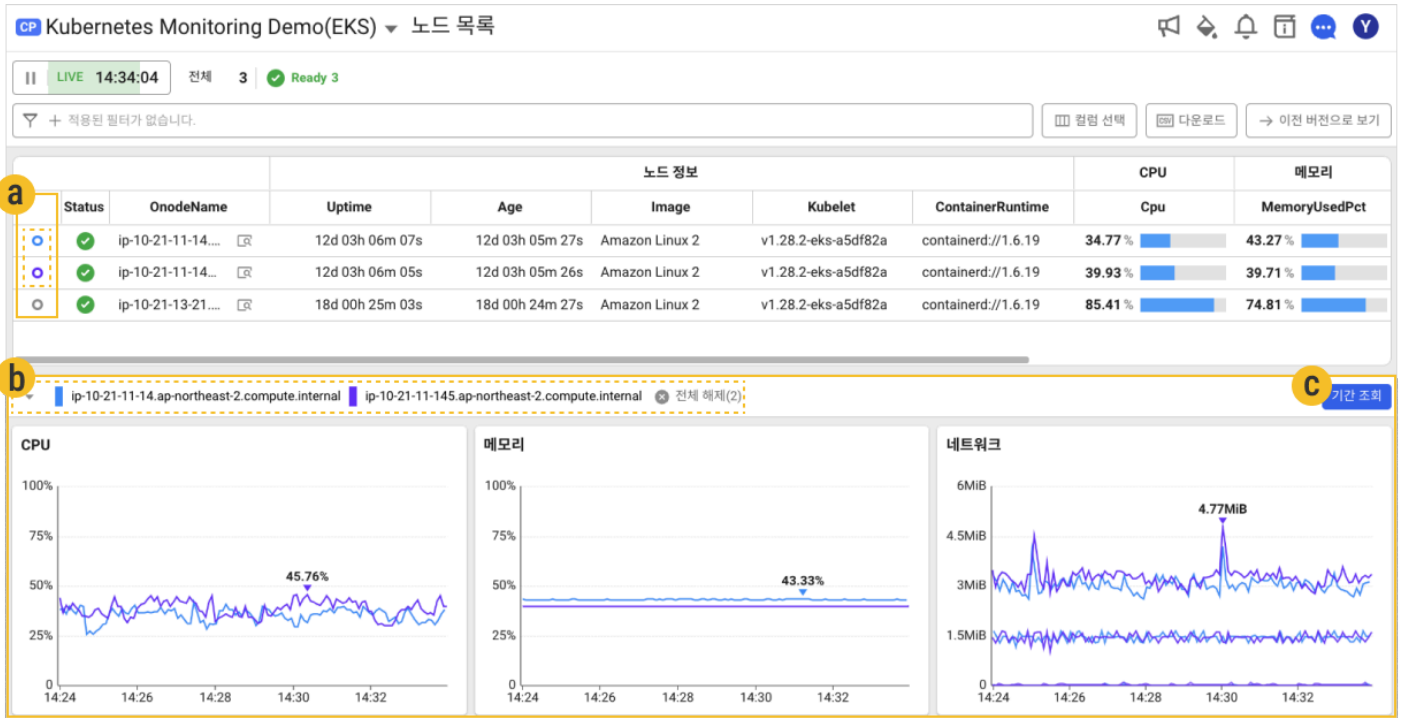 CP Kubernetes Monitoring Demo(EKS) 노드 목록
Y
LIVE 14:34:04 전체 3 Ready 3
적용된 필터가 없습니다.
컬럼 선택
CSV 다운로드
이전 버전으로 보기
노드 정보 CPU 메모리
a
Status OnodeName Uptime Age Image Kubelet ContainerRuntime Cpu MemoryUsedPct
ip-10-21-11-14.... 12d 03h 06m 07s 12d 03h 05m 27s Amazon Linux 2 v1.28.2-eks-a5df82a containerd://1.6.19 34.77% 43.27%
ip-10-21-11-14... 12d 03h 06m 05s 12d 03h 05m 26s Amazon Linux 2 v1.28.2-eks-a5df82a containerd://1.6.19 39.93% 39.71%
ip-10-21-13-21.... 18d 00h 25m 03s 18d 00h 24m 27s Amazon Linux 2 v1.28.2-eks-a5df82a containerd://1.6.19 85.41% 74.81%
b
c
ip-10-21-11-14.ap-northeast-2.compute.internal ip-10-21-11-145.ap-northeast-2.compute.internal 전체 해제(2)
기간 조회
CPU
100%
75%
45.76%
50%
25%
0
14:24 14:26 14:28 14:30 14:32
메모리
100%
75%
43.33%
50%
25%
0
14:24 14:26 14:28 14:30 14:32
네트워크
6MiB
4.77MiB
4.5MiB
3MiB
1.5MiB
0
14:24 14:26 14:28 14:30 14:32